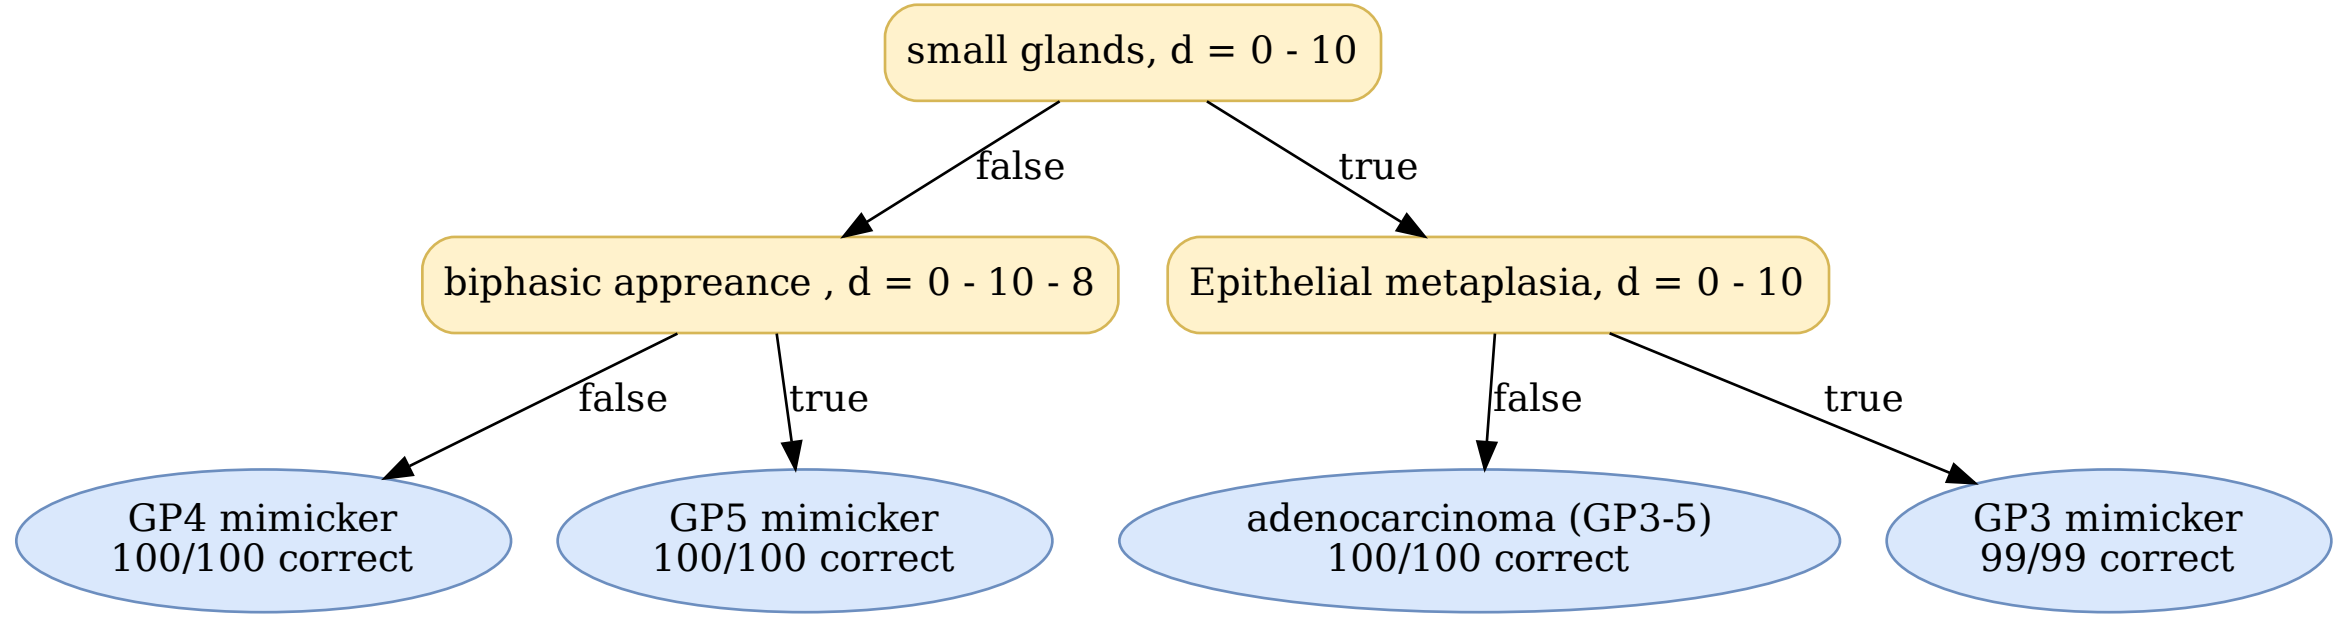 small glands, d = 0 - 10
false
true
biphasic appreance , d = 0 - 10 - 8
Epithelial metaplasia, d = 0 - 10
false
true
false
true
GP4 mimicker
100/100 correct
GP5 mimicker
100/100 correct
adenocarcinoma (GP3-5)
100/100 correct
GP3 mimicker
99/99 correct